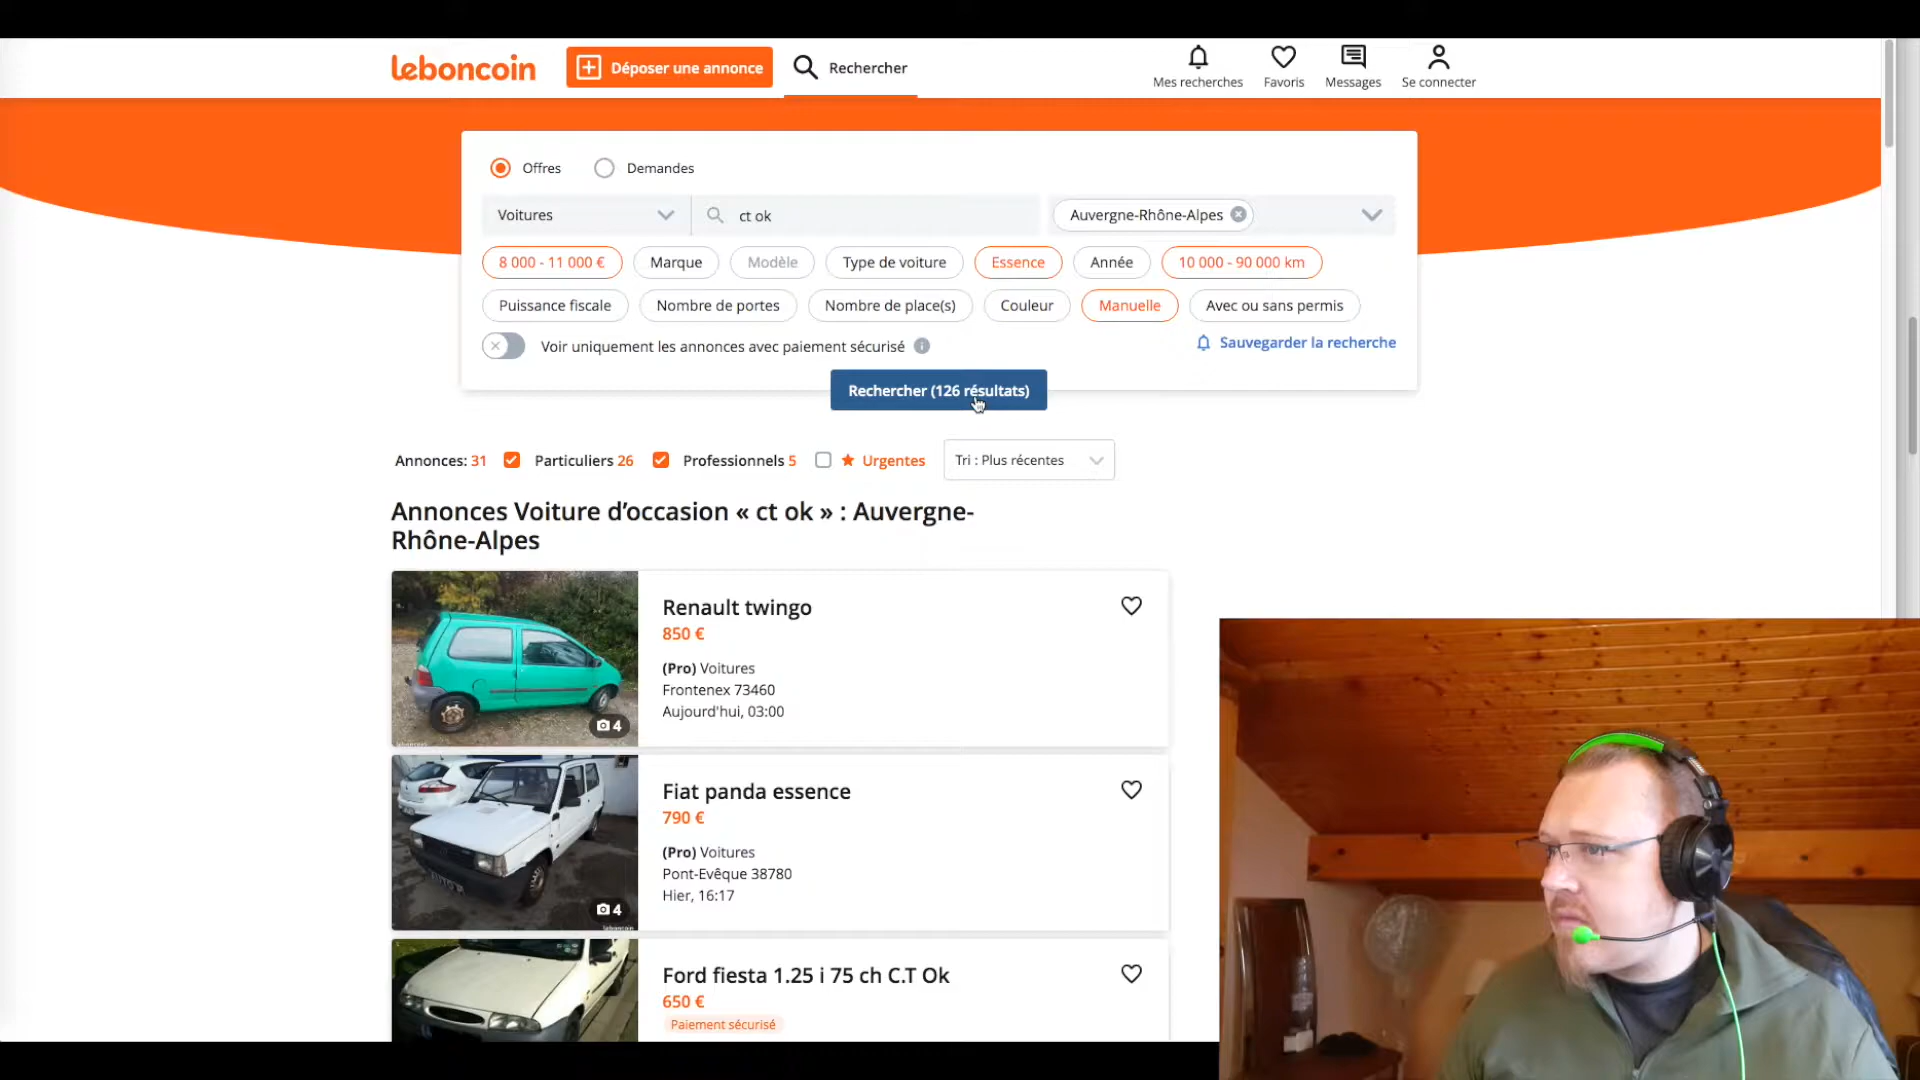 leboncoin
Déposer une annonce
Rechercher
Mes recherches
Favoris
Messages
Se connecter
Offres
Demandes
Voitures
ct ok
Auvergne-Rhône-Alpes
8 000 - 11 000 €
Marque
Modèle
Type de voiture
Essence
Année
10 000 - 90 000 km
Puissance fiscale
Nombre de portes
Nombre de place(s)
Couleur
Manuelle
Avec ou sans permis
Voir uniquement les annonces avec paiement sécurisé
Sauvegarder la recherche
Rechercher (126 résultats)
Annonces: 31
Particuliers 26
Professionnels 5
Urgentes
Tri : Plus récentes
Annonces Voiture d’occasion « ct ok » : Auvergne-
Rhône-Alpes
Renault twingo
850 €
(Pro) Voitures
Frontenex 73460
Aujourd'hui, 03:00
4
Fiat panda essence
790 €
(Pro) Voitures
Pont-Evêque 38780
Hier, 16:17
4
leboncoin
Ford fiesta 1.25 i 75 ch C.T Ok
650 €
Paiement sécurisé